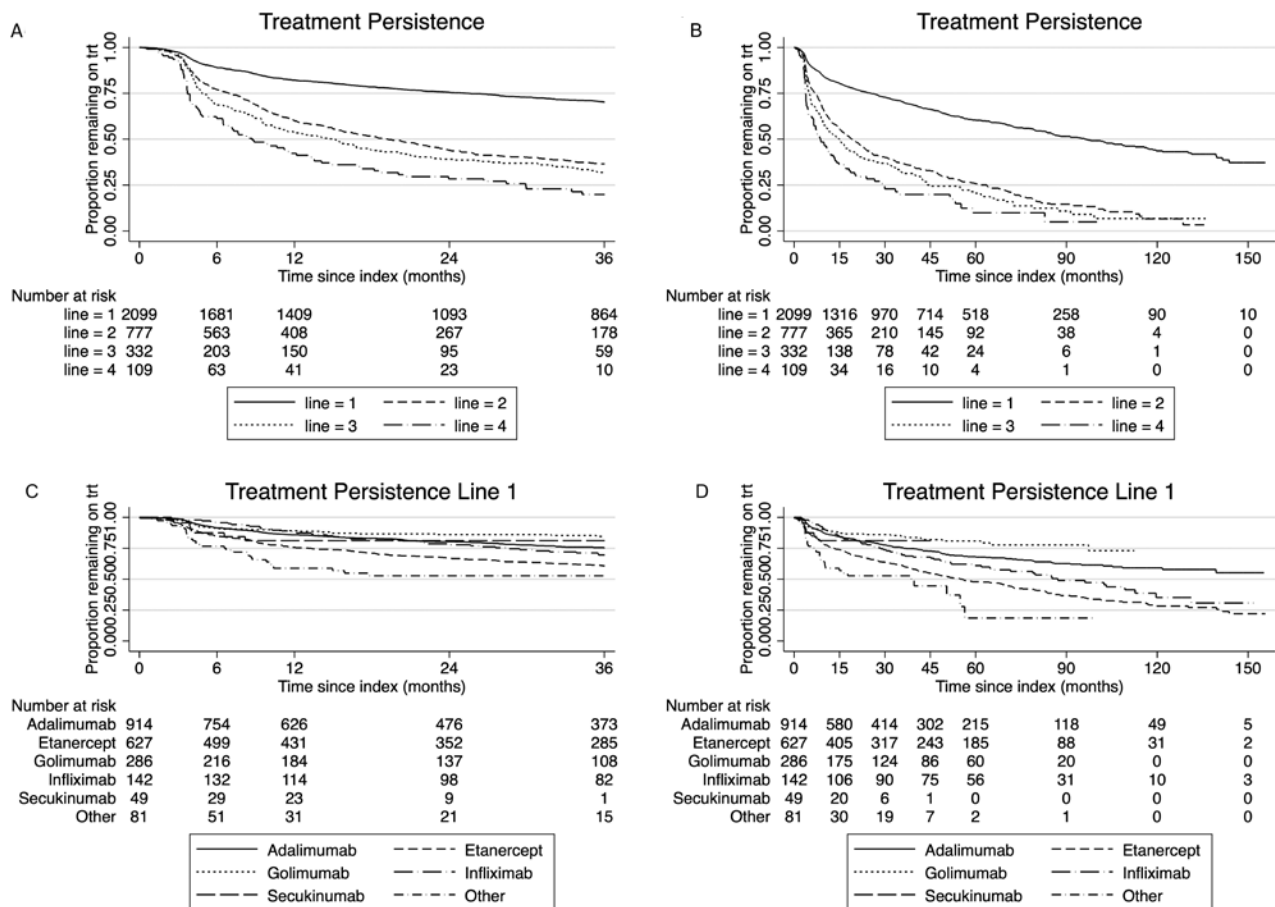 A
Treatment Persistence
Proportion remaining on trt
1.00
0.75
0.50
0.25
0.00
0 6 12 24 36
Time since index (months)
Number at risk
line = 1 2099 1681 1409 1093 864
line = 2 777 563 408 267 178
line = 3 332 203 150 95 59
line = 4 109 63 41 23 10
line = 1 line = 2
line = 3 line = 4
B
Treatment Persistence
Proportion remaining on trt
1.00
0.75
0.50
0.25
0.00
0 15 30 45 60 90 120 150
Time since index (months)
Number at risk
line = 1 2099 1316 970 714 518 258 90 10
line = 2 777 365 210 145 92 38 4 0
line = 3 332 138 78 42 24 6 1 0
line = 4 109 34 16 10 4 1 0 0
line = 1 line = 2
line = 3 line = 4
C
Treatment Persistence Line 1
Proportion remaining on trt
0.000.250.500.751.00
0 6 12 24 36
Time since index (months)
Number at risk
Adalimumab 914 754 626 476 373
Etanercept 627 499 431 352 285
Golimumab 286 216 184 137 108
Infliximab 142 132 114 98 82
Secukinumab 49 29 23 9 1
Other 81 51 31 21 15
Adalimumab Etanercept
Golimumab Infliximab
Secukinumab Other
D
Treatment Persistence Line 1
Proportion remaining on trt
0.000.250.500.751.00
0 15 30 45 60 90 120 150
Time since index (months)
Number at risk
Adalimumab 914 580 414 302 215 118 49 5
Etanercept 627 405 317 243 185 88 31 2
Golimumab 286 175 124 86 60 20 0 0
Infliximab 142 106 90 75 56 31 10 3
Secukinumab 49 20 6 1 0 0 0 0
Other 81 30 19 7 2 1 0 0
Adalimumab Etanercept
Golimumab Infliximab
Secukinumab Other